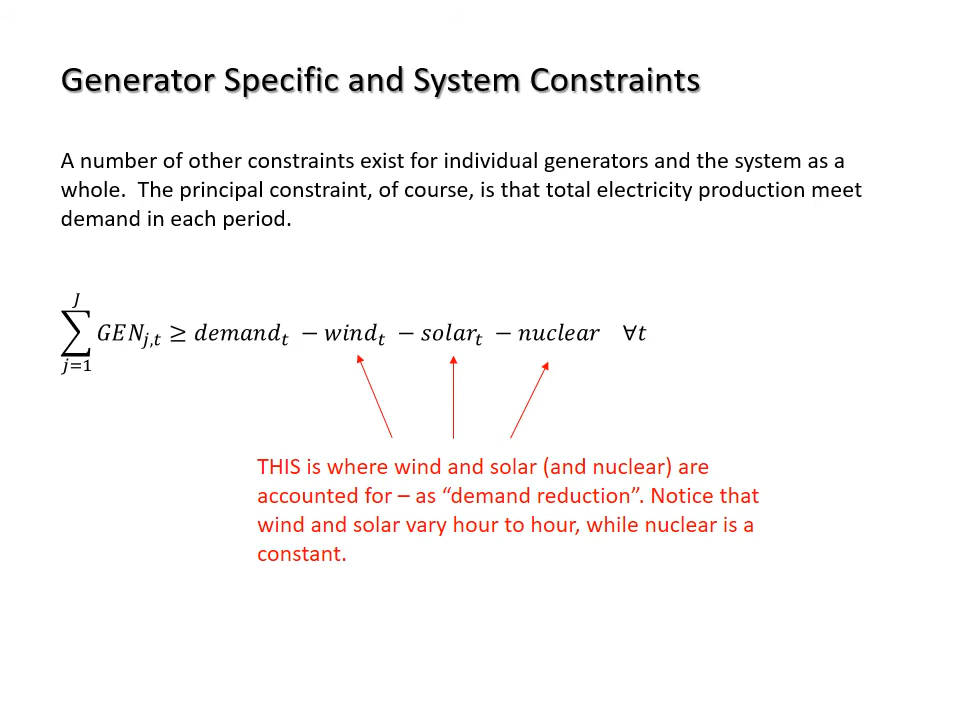 Generator Specific and System Constraints
A number of other constraints exist for individual generators and the system as a
whole.  The principal constraint, of course, is that total electricity production meet
demand in each period.
∑_{j=1}^{J} GEN_{j,t} ≥ demand_t − wind_t − solar_t − nuclear ∀t
THIS is where wind and solar (and nuclear) are
accounted for – as “demand reduction”. Notice that
wind and solar vary hour to hour, while nuclear is a
constant.